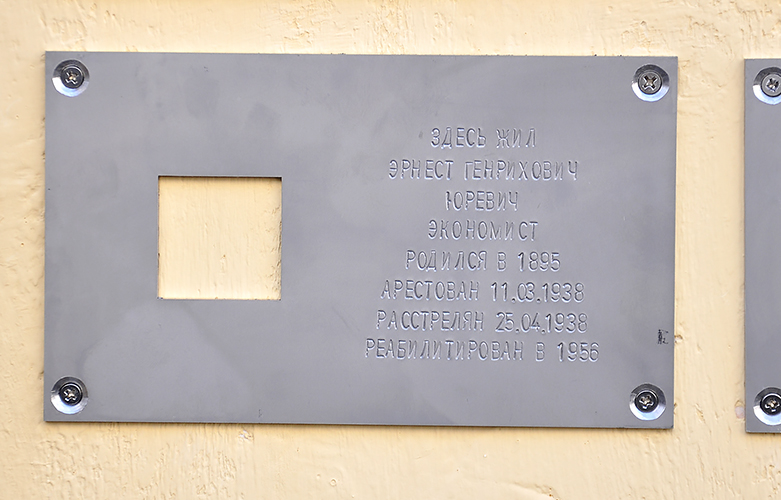 ЗДЕСЬ ЖИЛ
ЭРНЕСТ ГЕНРИХОВИЧ
ЮРЕВИЧ
ЭКОНОМИСТ
РОДИЛСЯ В 1895
АРЕСТОВАН 11.03.1938
РАССТРЕЛЯН 25.04.1938
РЕАБИЛИТИРОВАН В 1956